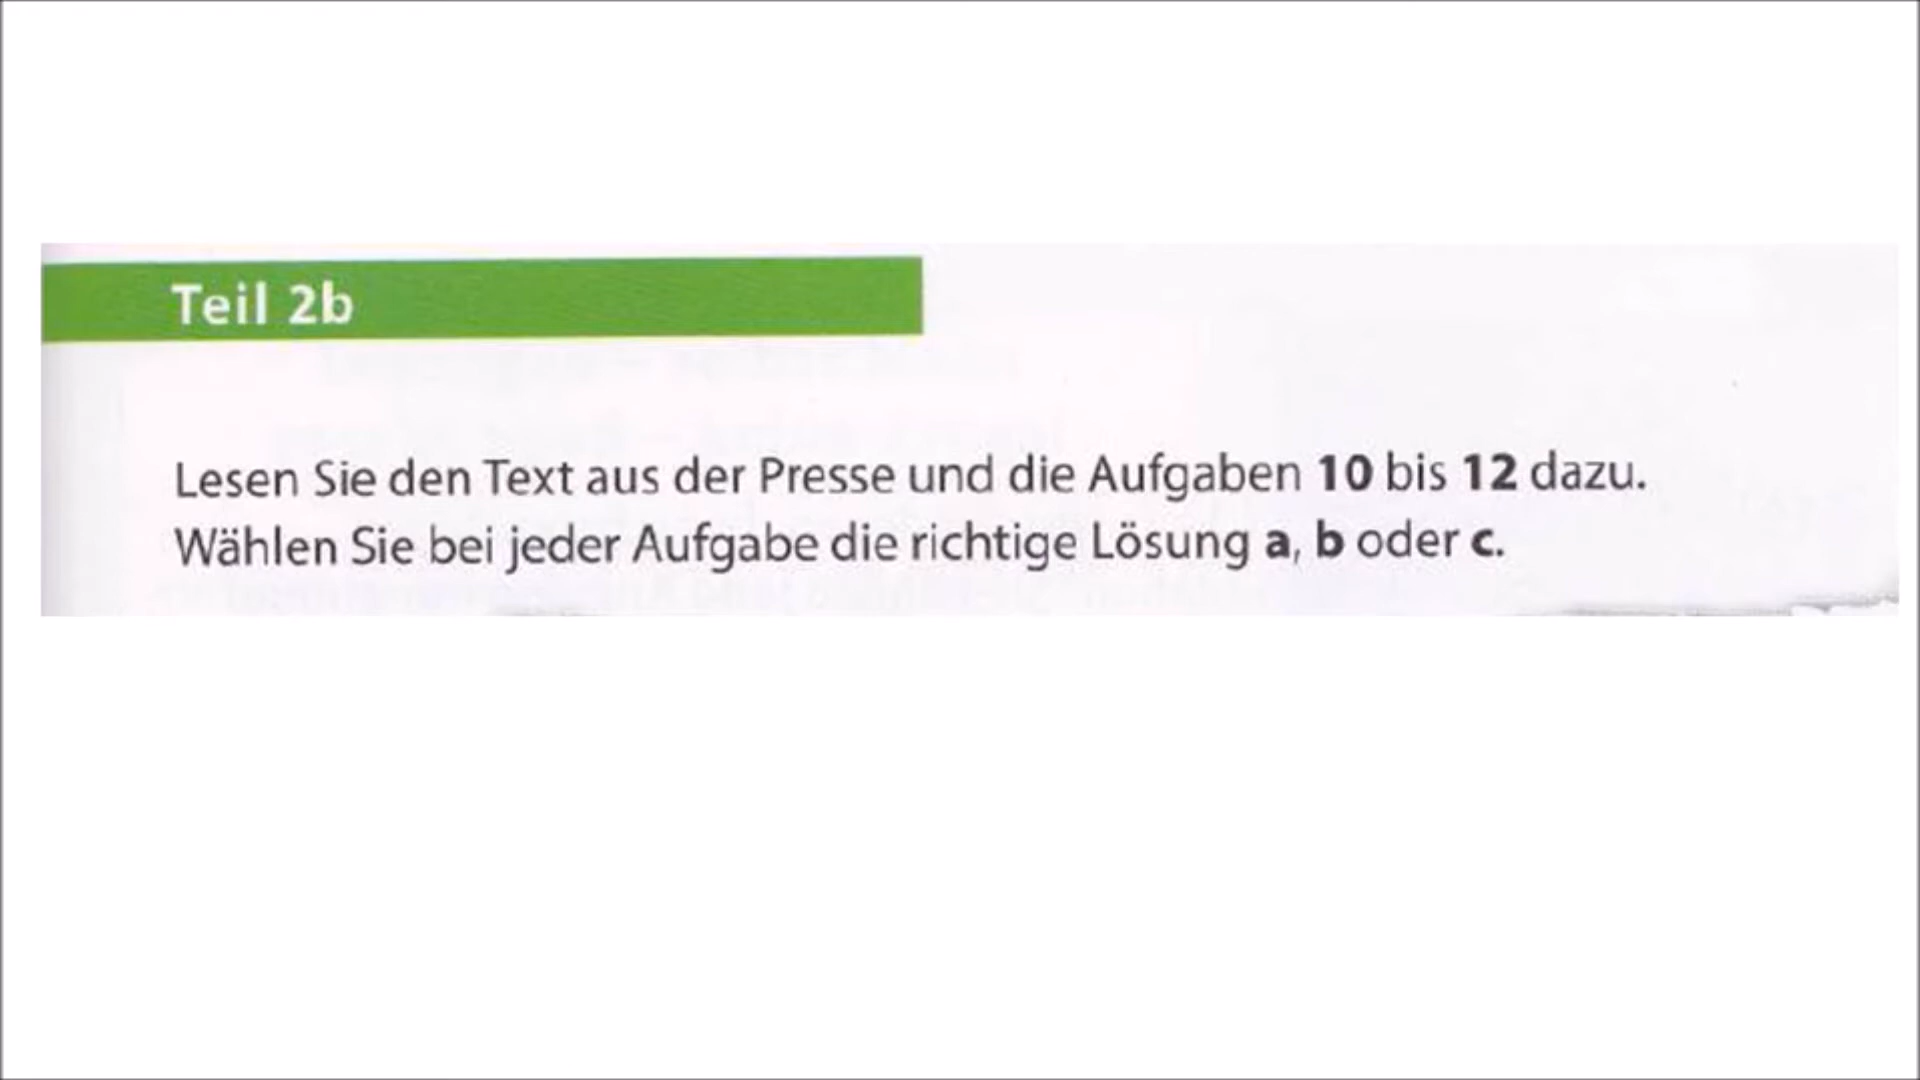 Teil 2b
Lesen Sie den Text aus der Presse und die Aufgaben 10 bis 12 dazu.
Wählen Sie bei jeder Aufgabe die richtige Lösung a, b oder c.